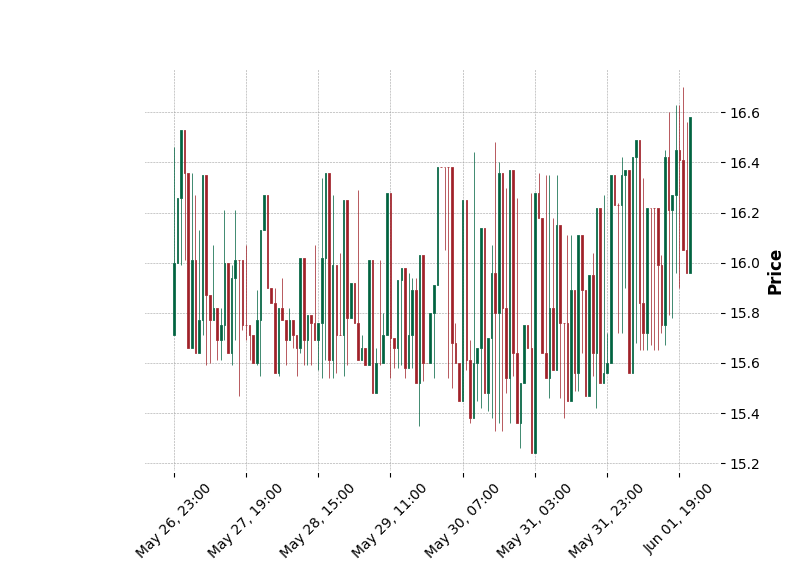 16.6
16.4
16.2
16.0
15.8
15.6
15.4
15.2
Price
May 26, 23:00
May 27, 19:00
May 28, 15:00
May 29, 11:00
May 30, 07:00
May 31, 03:00
May 31, 23:00
Jun 01, 19:00